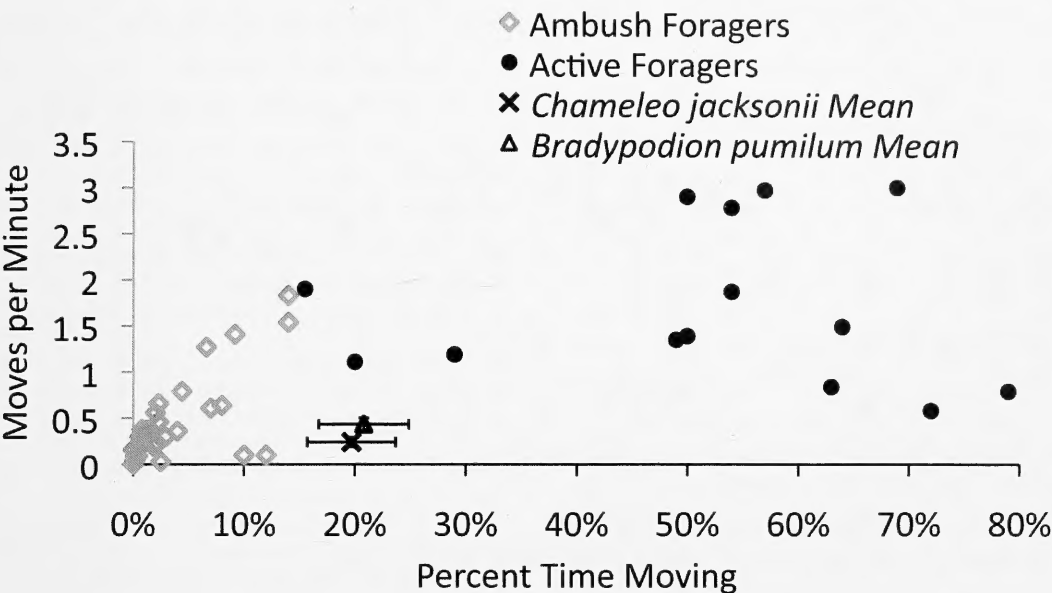 Ambush Foragers
Active Foragers
Chameleo jacksonii Mean
Bradypodion pumilum Mean
Moves per Minute
3.5
3
2.5
2
1.5
1
0.5
0
0% 10% 20% 30% 40% 50% 60% 70% 80%
Percent Time Moving